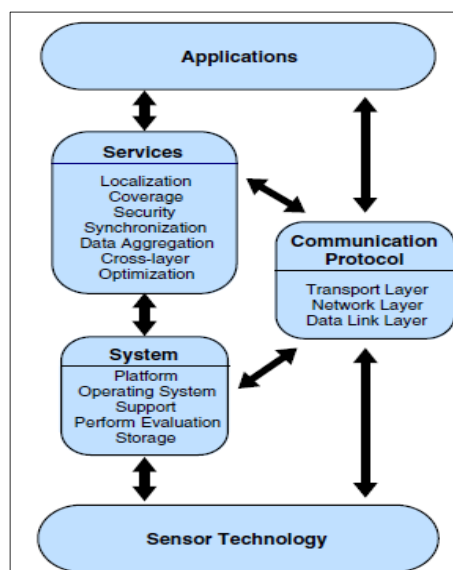 Applications
Services
Localization
Coverage
Security
Synchronization
Data Aggregation
Cross-layer
Optimization
Communication
Protocol
Transport Layer
Network Layer
Data Link Layer
System
Platform
Operating System
Support
Perform Evaluation
Storage
Sensor Technology